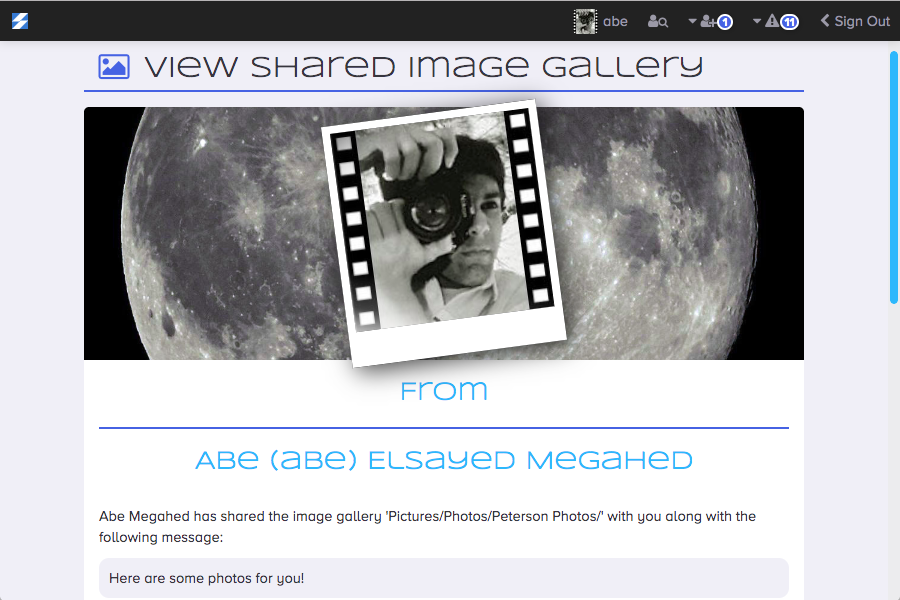 abe
1
11
Sign Out
View Shared Image Gallery
From
Abe (abe) Elsayed Megahed
Abe Megahed has shared the image gallery 'Pictures/Photos/Peterson Photos/' with you along with the
following message:
Here are some photos for you!